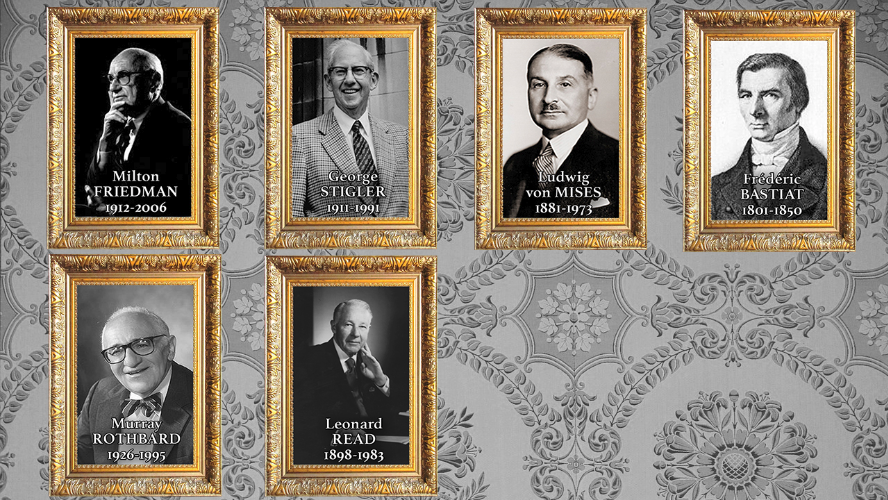 Milton
FRIEDMAN
1912-2006
George
STIGLER
1911-1991
Ludwig
von MISES
1881-1973
Frédéric
BASTIAT
1801-1850
Murray
ROTHBARD
1926-1995
Leonard
READ
1898-1983